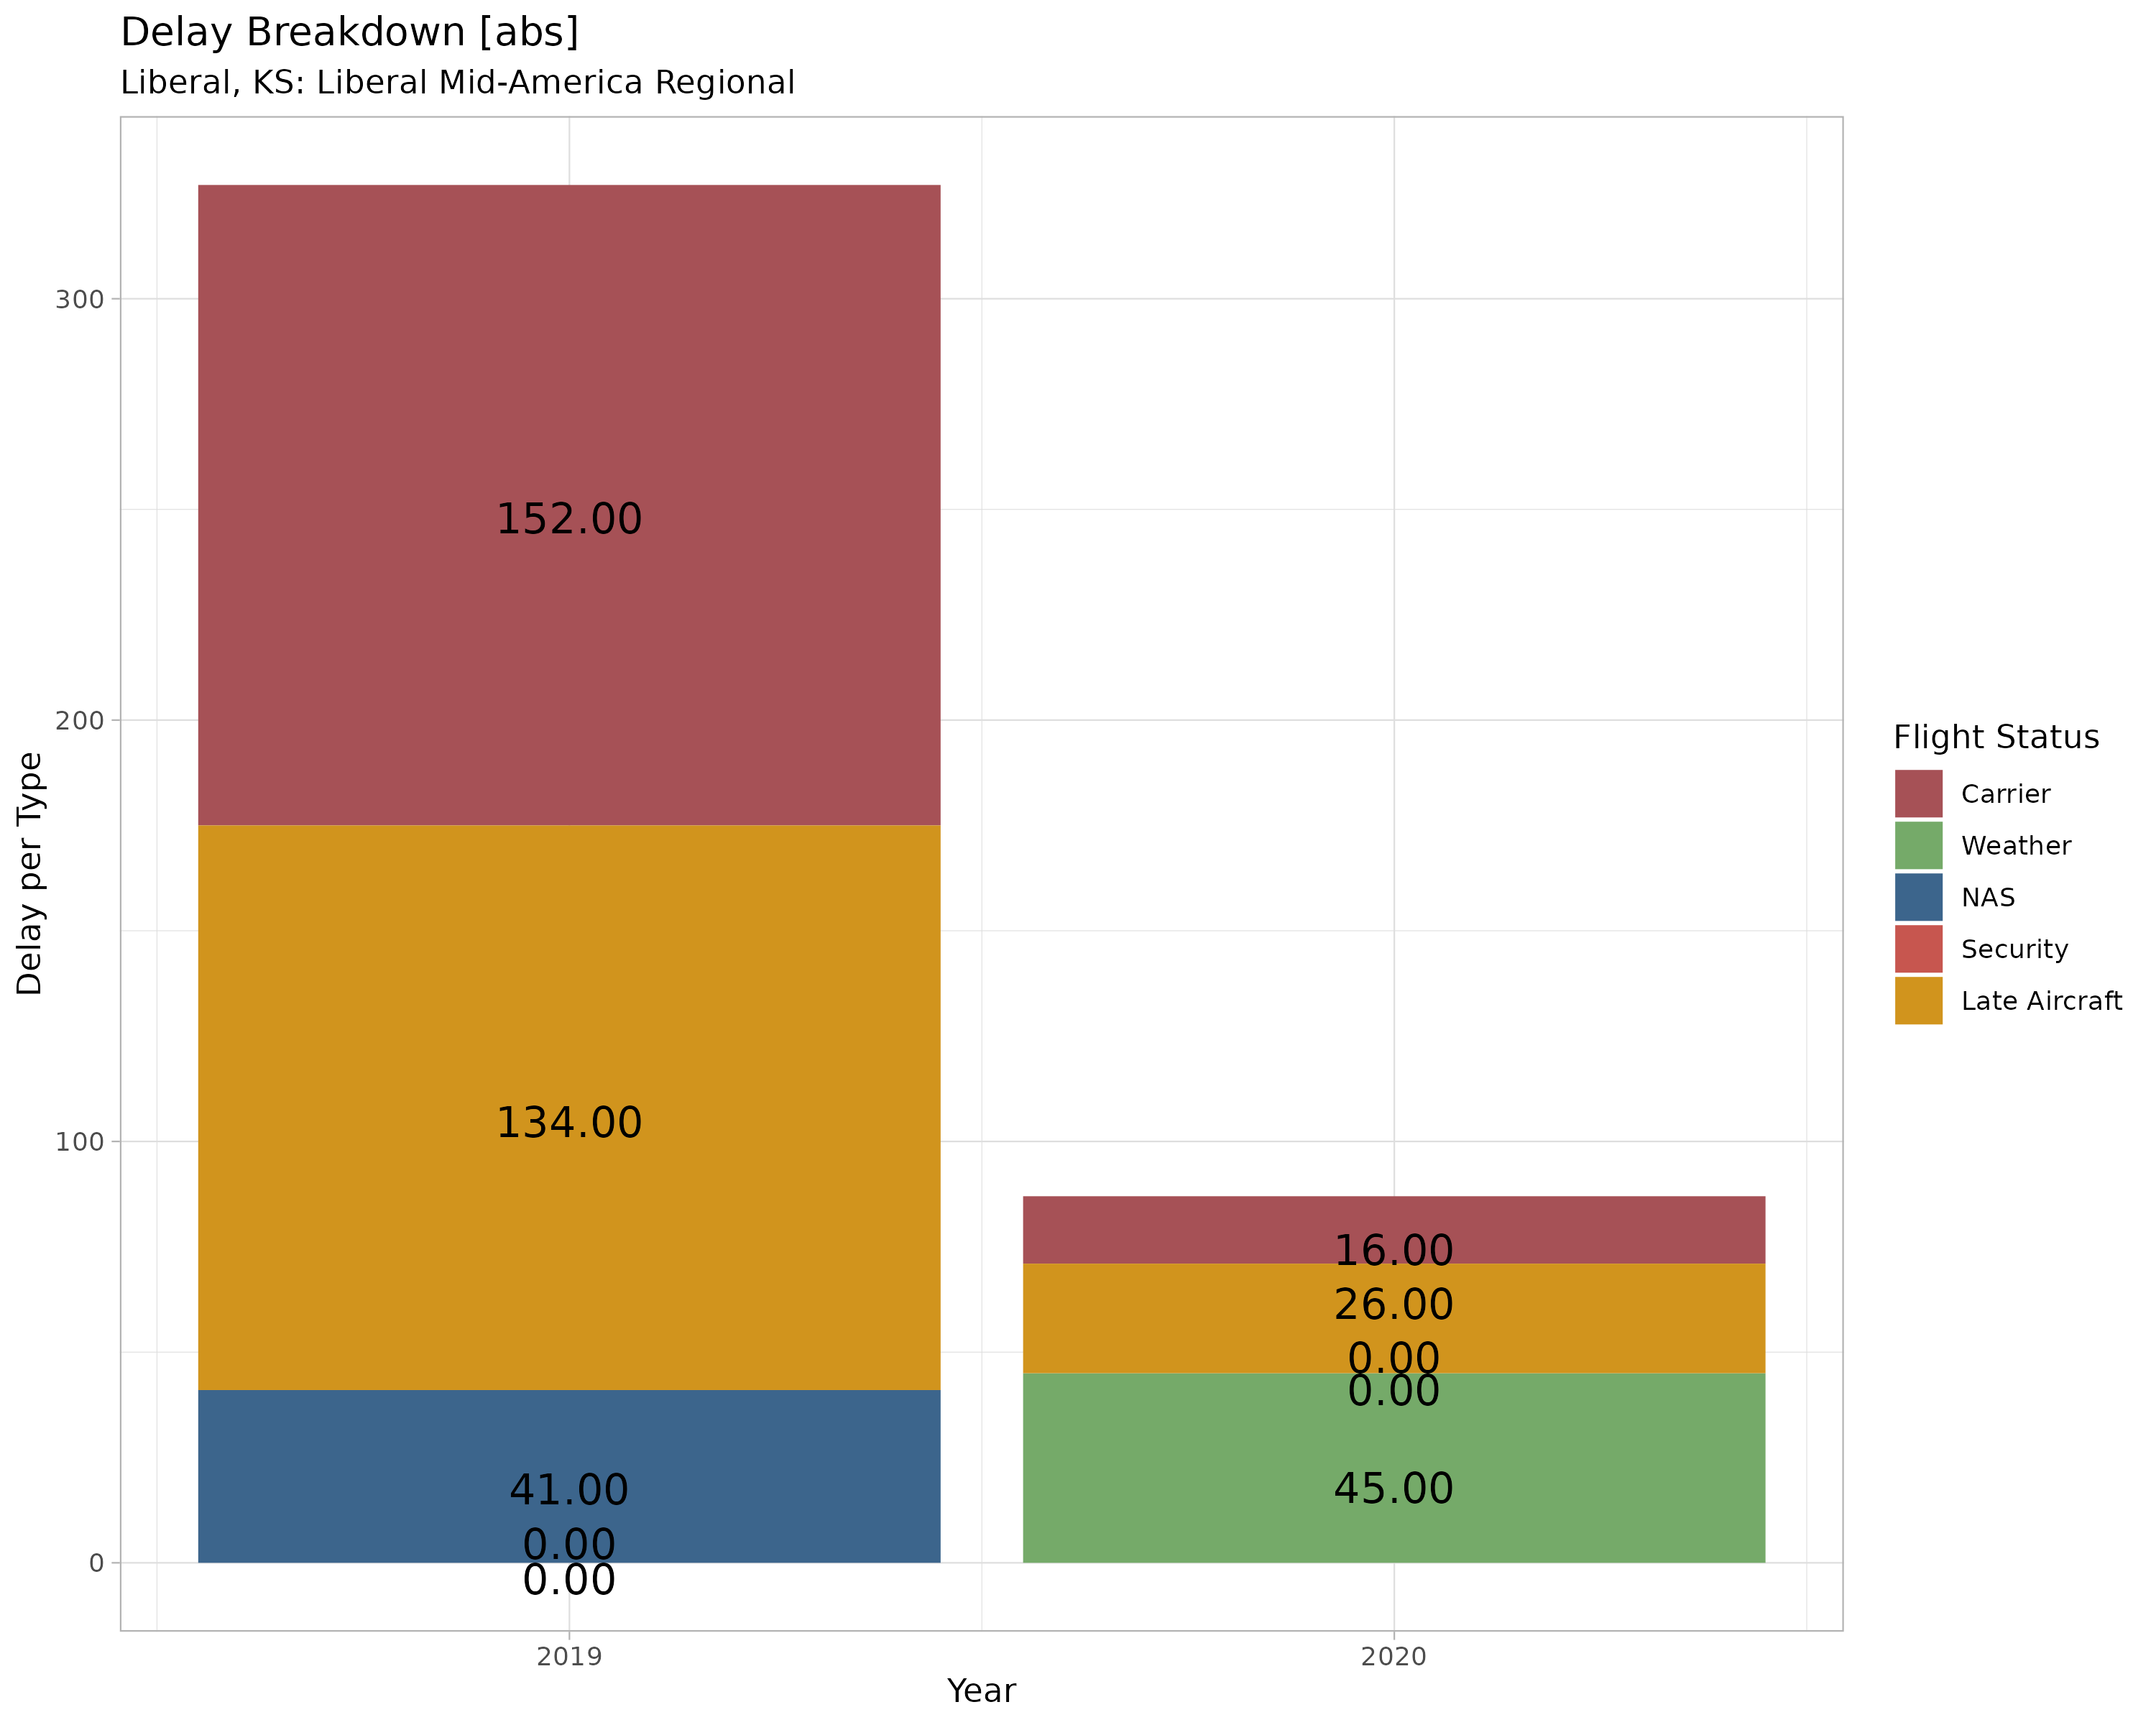 Delay Breakdown [abs]
Liberal, KS: Liberal Mid-America Regional
Delay per Type
300
200
100
0
152.00
134.00
41.00
0.00
0.00
16.00
26.00
0.00
0.00
45.00
2019
2020
Year
Flight Status
Carrier
Weather
NAS
Security
Late Aircraft